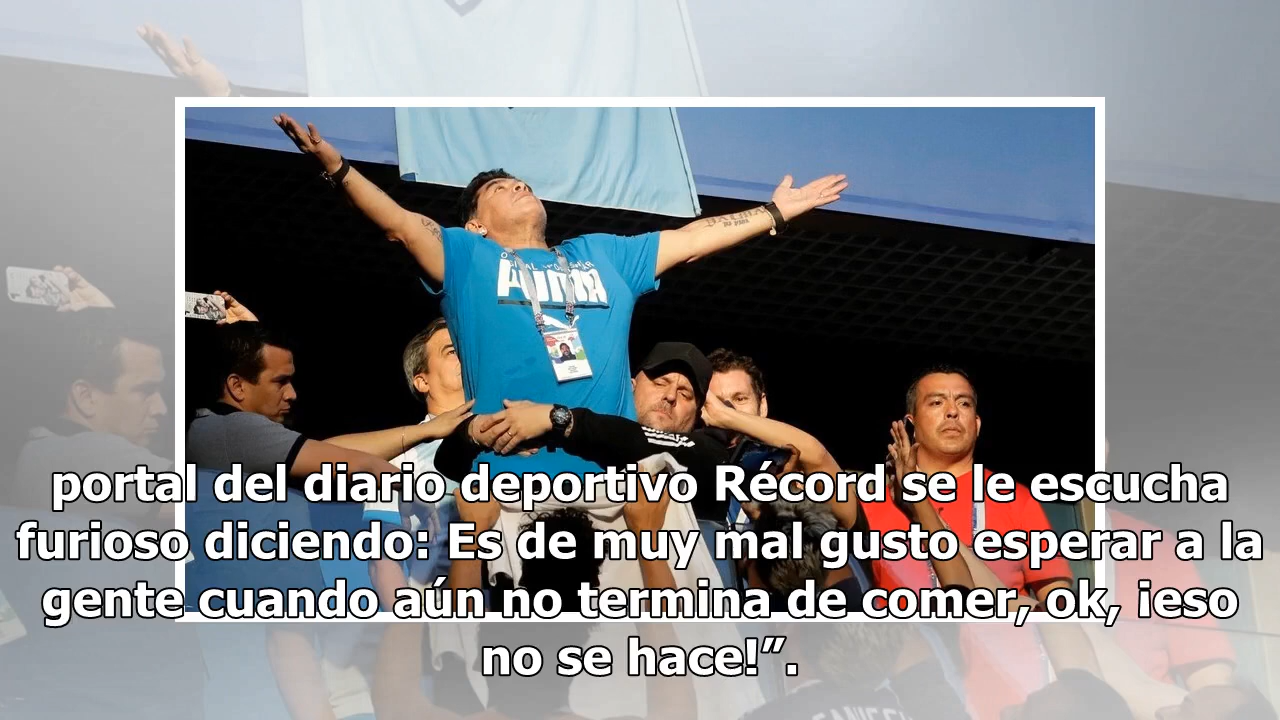 PUMA
portal del diario deportivo Récord se le escucha
furioso diciendo: Es de muy mal gusto esperar a la
gente cuando aún no termina de comer, ok, ¡eso
no se hace!”.